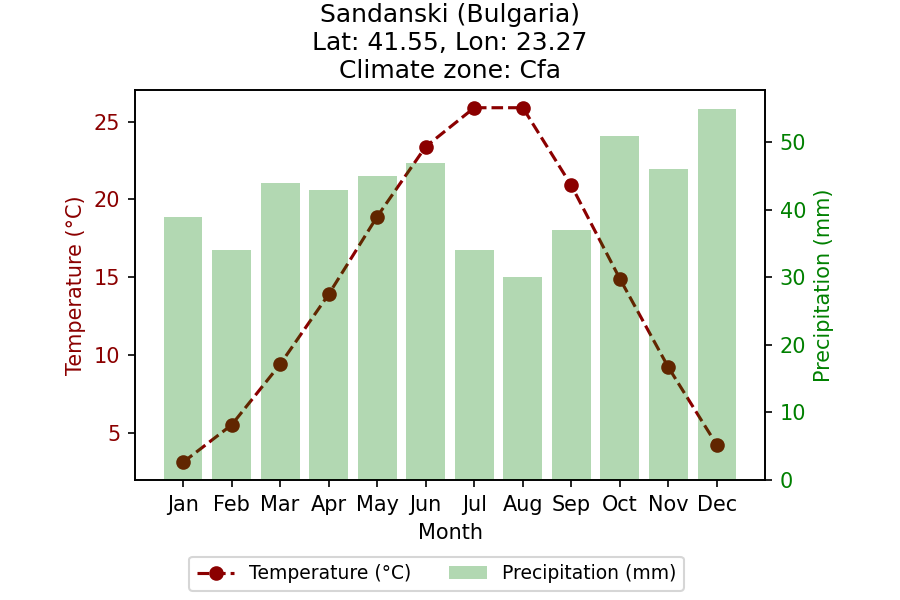 Sandanski (Bulgaria)
Lat: 41.55, Lon: 23.27
Climate zone: Cfa
Temperature (°C)
25
20
15
10
5
50
40
30
20
10
0
Precipitation (mm)
Jan Feb Mar Apr May Jun Jul Aug Sep Oct Nov Dec
Month
Temperature (°C) Precipitation (mm)